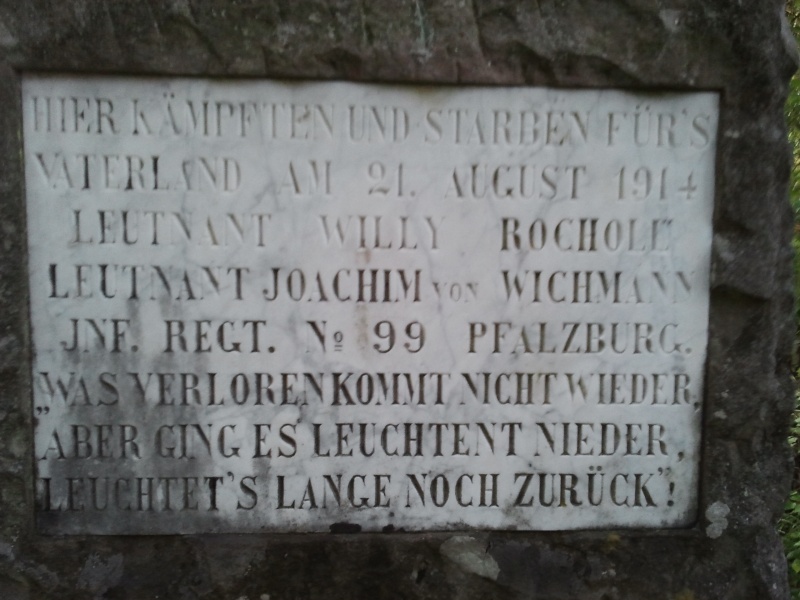 HIER KÄMPFTEN UND STARBEN FÜR'S
VATERLAND AM 21. AUGUST 1914
LEUTNANT WILLY ROCHOLL
LEUTNANT JOACHIM VON WICHMANN
JNF. REGT. № 99 PFALZBURG.
„WAS VERLOREN KOMMT NICHT WIEDER,
ABER GING ES LEUCHTENT NIEDER,
LEUCHTET'S LANGE NOCH ZURÜCK”!